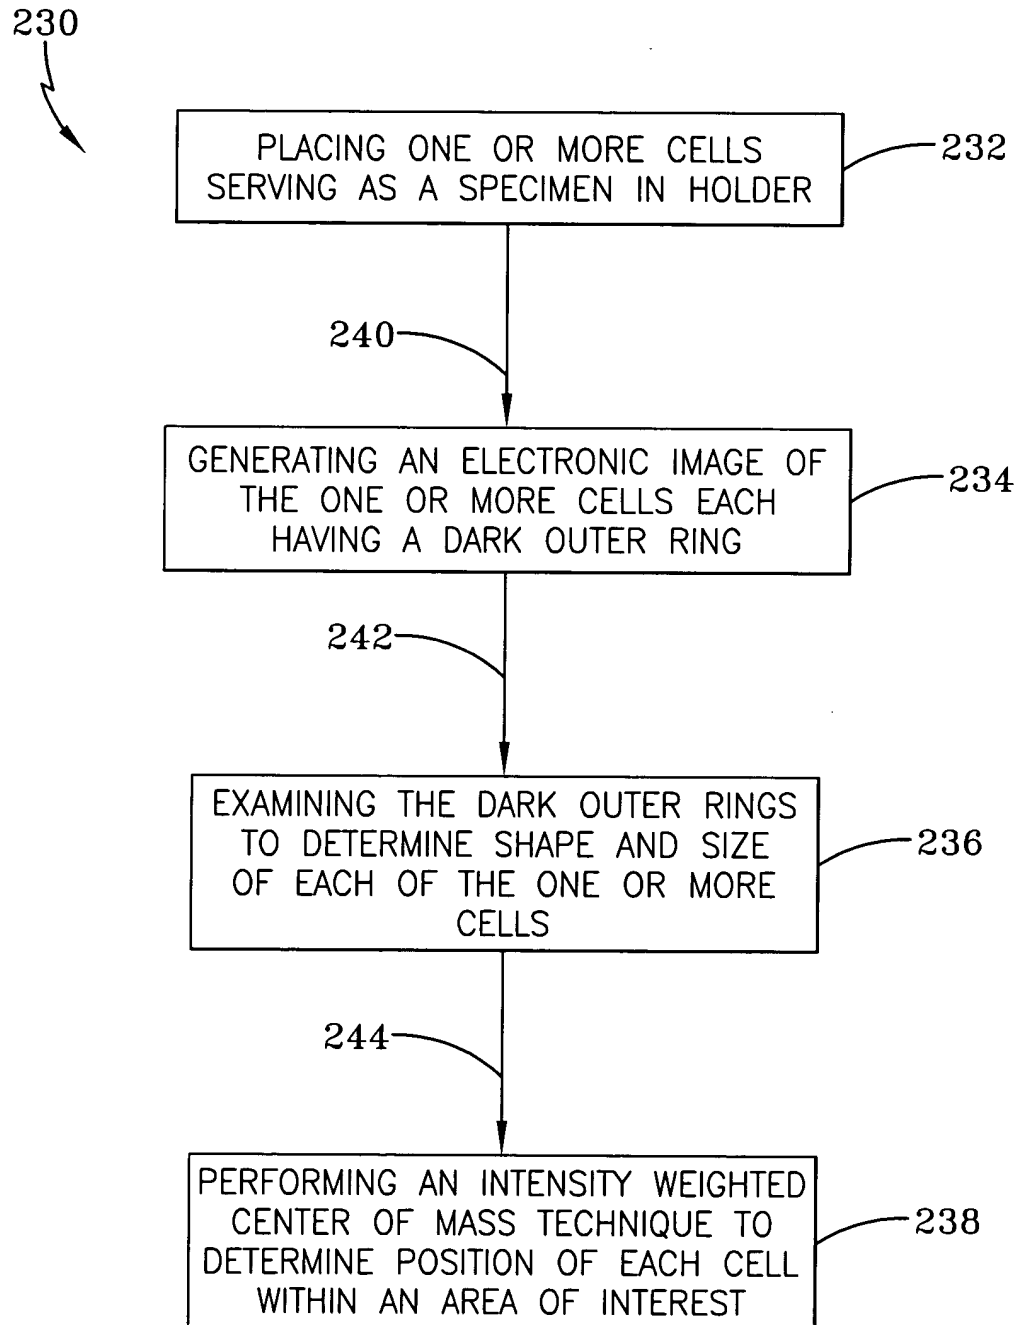 230
PLACING ONE OR MORE CELLS
SERVING AS A SPECIMEN IN HOLDER
232
240
GENERATING AN ELECTRONIC IMAGE OF
THE ONE OR MORE CELLS EACH
HAVING A DARK OUTER RING
234
242
EXAMINING THE DARK OUTER RINGS
TO DETERMINE SHAPE AND SIZE
OF EACH OF THE ONE OR MORE
CELLS
236
244
PERFORMING AN INTENSITY WEIGHTED
CENTER OF MASS TECHNIQUE TO
DETERMINE POSITION OF EACH CELL
WITHIN AN AREA OF INTEREST
238